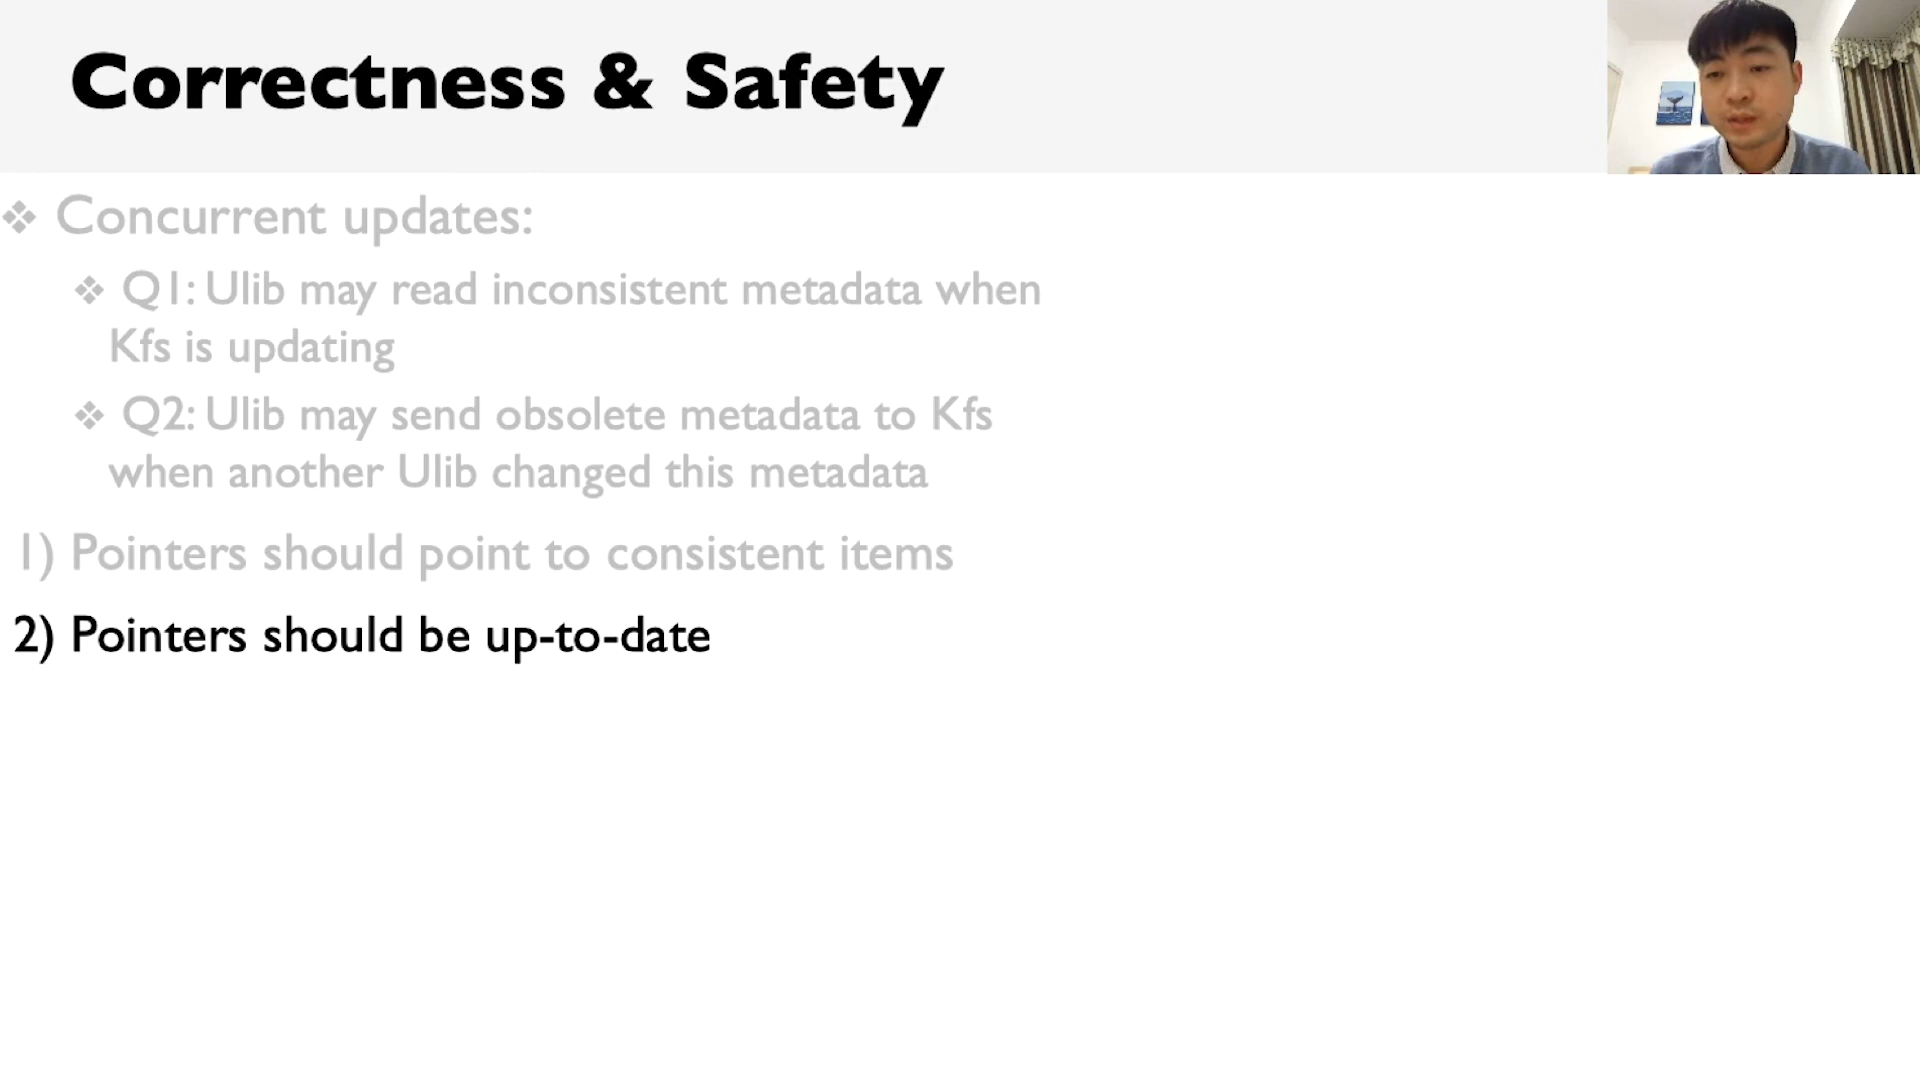 Correctness & Safety
❖ Concurrent updates:
❖ Q1: Ulib may read inconsistent metadata when
Kfs is updating
❖ Q2: Ulib may send obsolete metadata to Kfs
when another Ulib changed this metadata
1) Pointers should point to consistent items
2) Pointers should be up-to-date